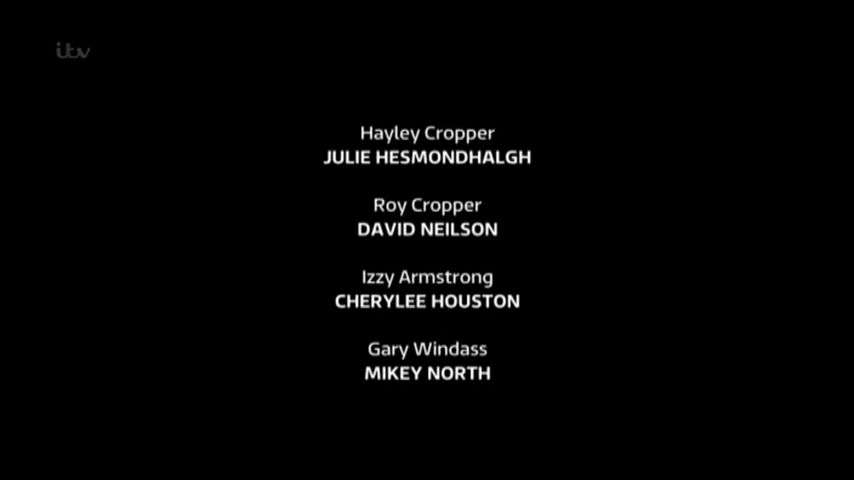 itv
Hayley Cropper
JULIE HESMONDHALGH
Roy Cropper
DAVID NEILSON
Izzy Armstrong
CHERYLEE HOUSTON
Gary Windass
MIKEY NORTH